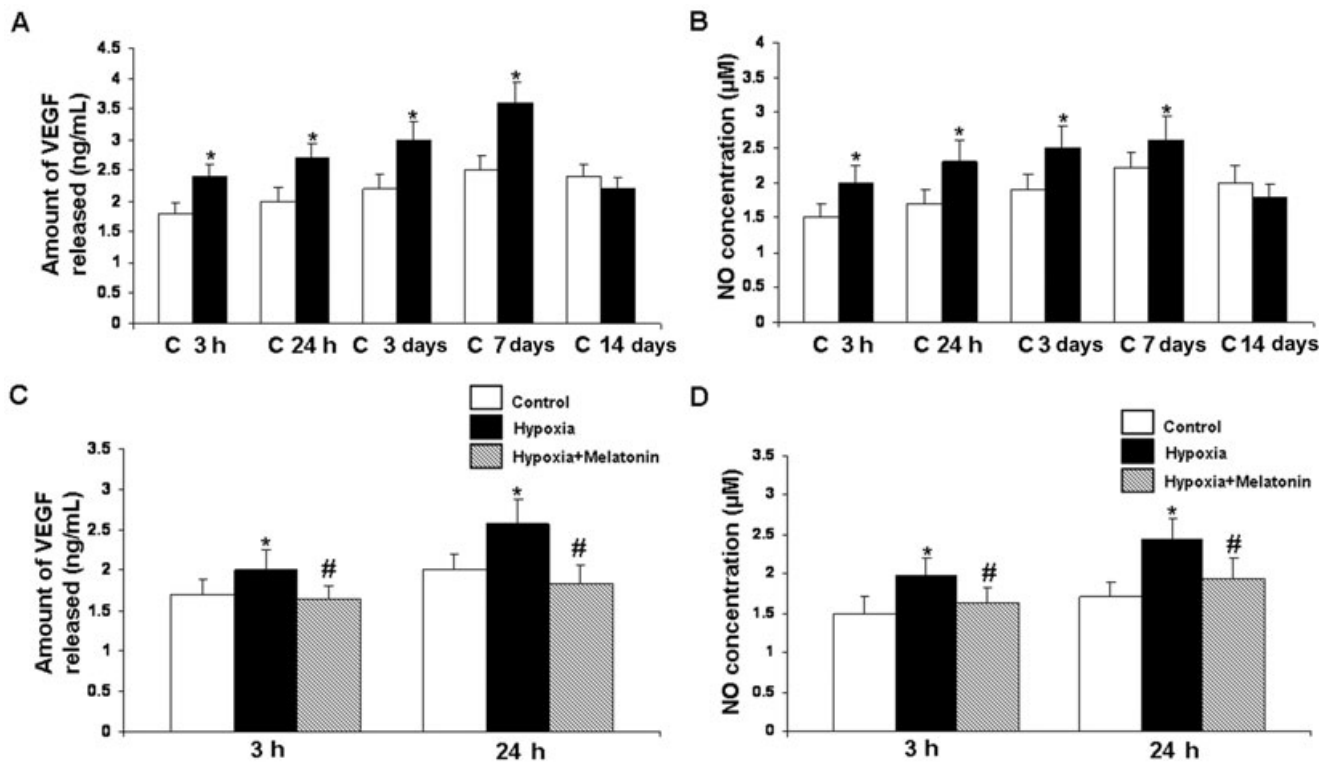 A
Amount of VEGF
released (ng/mL)
4.5
4
3.5
3
2.5
2
1.5
1
0.5
0
* * * *
C 3 h C 24 h C 3 days C 7 days C 14 days
B
NO concentration (µM)
4
3.5
3
2.5
2
1.5
1
0.5
0
* * * *
C 3 h C 24 h C 3 days C 7 days C 14 days
C
Control
Hypoxia
Hypoxia+Melatonin
Amount of VEGF
released (ng/mL)
3.5
3
2.5
2
1.5
1
0.5
0
* # * #
3 h 24 h
D
Control
Hypoxia
Hypoxia+Melatonin
NO concentration (µM)
3.5
3
2.5
2
1.5
1
0.5
0
* # * #
3 h 24 h